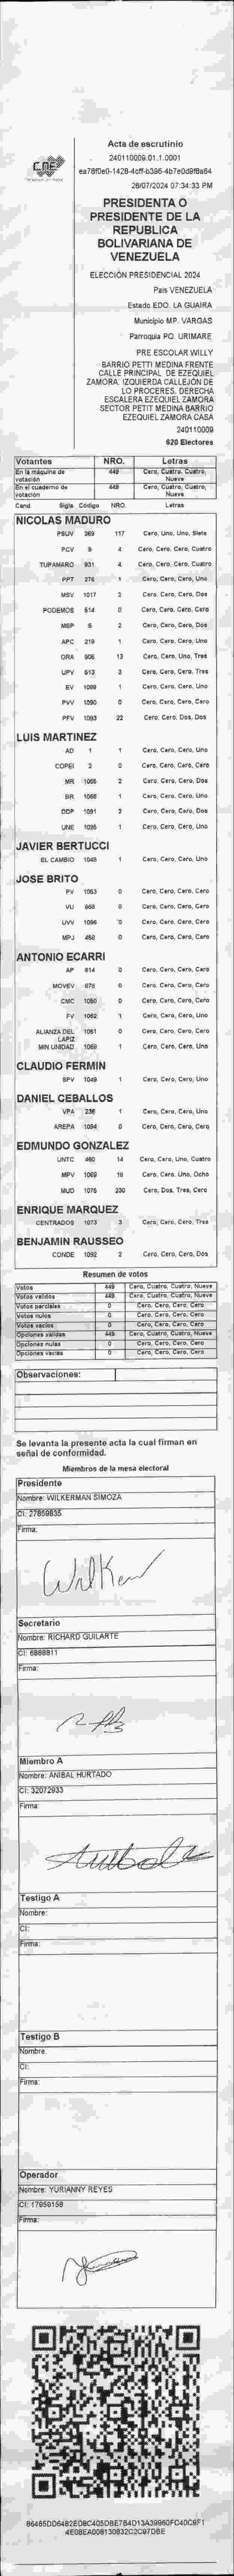 CNE
Acta de escrutinio
240110009.01.1.0001
ea78f0e0-1428-4cff-b396-4b7e0d9f8a64
28/07/2024 07:34:33 PM
PRESIDENTA O
PRESIDENTE DE LA
REPUBLICA
BOLIVARIANA DE
VENEZUELA
ELECCIÓN PRESIDENCIAL 2024
País VENEZUELA
Estado EDO. LA GUAIRA
Municipio MP. VARGAS
Parroquia PQ. URIMARE
PRE ESCOLAR WILLY
BARRIO PETTI MEDINA FRENTE
CALLE PRINCIPAL DE EZEQUIEL
ZAMORA. IZQUIERDA CALLEJÓN DE
LO PROCERES. DERECHA
ESCALERA EZEQUIEL ZAMORA
SECTOR PETIT MEDINA BARRIO
EZEQUIEL ZAMORA CASA
240110009
620 Electores
Votantes NRO. Letras
En la máquina de votación 449 Cero, Cuatro, Cuatro, Nueve
En el cuaderno de votación 449 Cero, Cuatro, Cuatro, Nueve
Cand. Sigla Código NRO. Letras
NICOLAS MADURO
PSUV 269 117 Cero, Uno, Uno, Siete
PCV 9 4 Cero, Cero, Cero, Cuatro
TUPAMARO 931 4 Cero, Cero, Cero, Cuatro
PPT 276 1 Cero, Cero, Cero, Uno
MSV 1017 2 Cero, Cero, Cero, Dos
PODEMOS 514 0 Cero, Cero, Cero, Cero
MEP 5 2 Cero, Cero, Cero, Dos
APC 219 1 Cero, Cero, Cero, Uno
ORA 906 13 Cero, Cero, Uno, Tres
UPV 512 3 Cero, Cero, Cero, Tres
EV 1099 1 Cero, Cero, Cero, Uno
PVV 1090 0 Cero, Cero, Cero, Cero
PFV 1093 22 Cero, Cero, Dos, Dos
LUIS MARTINEZ
AD 1 1 Cero, Cero, Cero, Uno
COPEI 2 0 Cero, Cero, Cero, Cero
MR 1005 2 Cero, Cero, Cero, Dos
BR 1066 1 Cero, Cero, Cero, Uno
DDP 1091 2 Cero, Cero, Cero, Dos
UNE 1026 1 Cero, Cero, Cero, Uno
JAVIER BERTUCCI
EL CAMBIO 1048 1 Cero, Cero, Cero, Uno
JOSE BRITO
PV 1053 0 Cero, Cero, Cero, Cero
VU 868 0 Cero, Cero, Cero, Cero
UVV 1096 0 Cero, Cero, Cero, Cero
MPJ 458 0 Cero, Cero, Cero, Cero
ANTONIO ECARRI
AP 814 0 Cero, Cero, Cero, Cero
MOVEV 878 0 Cero, Cero, Cero, Cero
CMC 1050 0 Cero, Cero, Cero, Cero
FV 1062 1 Cero, Cero, Cero, Uno
ALIANZA DEL LAPIZ 1061 0 Cero, Cero, Cero, Cero
MIN UNIDAD 1069 1 Cero, Cero, Cero, Uno
CLAUDIO FERMIN
SPV 1049 1 Cero, Cero, Cero, Uno
DANIEL CEBALLOS
VPA 236 1 Cero, Cero, Cero, Uno
AREPA 1094 0 Cero, Cero, Cero, Cero
EDMUNDO GONZALEZ
UNTC 460 14 Cero, Cero, Uno, Cuatro
MPV 1069 18 Cero, Cero, Uno, Ocho
MUD 1075 230 Cero, Dos, Tres, Cero
ENRIQUE MARQUEZ
CENTRADOS 1073 3 Cero, Cero, Cero, Tres
BENJAMIN RAUSSEO
CONDE 1092 2 Cero, Cero, Cero, Dos
Resumen de votos
Votos 449 Cero, Cuatro, Cuatro, Nueve
Votos válidos 449 Cero, Cuatro, Cuatro, Nueve
Votos parciales 0 Cero, Cero, Cero, Cero
Votos nulos 0 Cero, Cero, Cero, Cero
Votos vacíos 0 Cero, Cero, Cero, Cero
Opciones válidas 449 Cero, Cuatro, Cuatro, Nueve
Opciones nulas 0 Cero, Cero, Cero, Cero
Opciones vacías 0 Cero, Cero, Cero, Cero
Observaciones:
Se levanta la presente acta la cual firman en
señal de conformidad.
Miembros de la mesa electoral
Presidente
Nombre: WILKERMAN SIMOZA
CI: 27859835
Firma:
Wilker
Secretario
Nombre: RICHARD GUILARTE
CI: 6868811
Firma:
Miembro A
Nombre: ANIBAL HURTADO
CI: 32072933
Firma:
Testigo A
Nombre:
CI:
Firma:
Testigo B
Nombre
CI:
Firma:
Operador
Nombre: YURIANNY REYES
CI: 17959158
Firma: